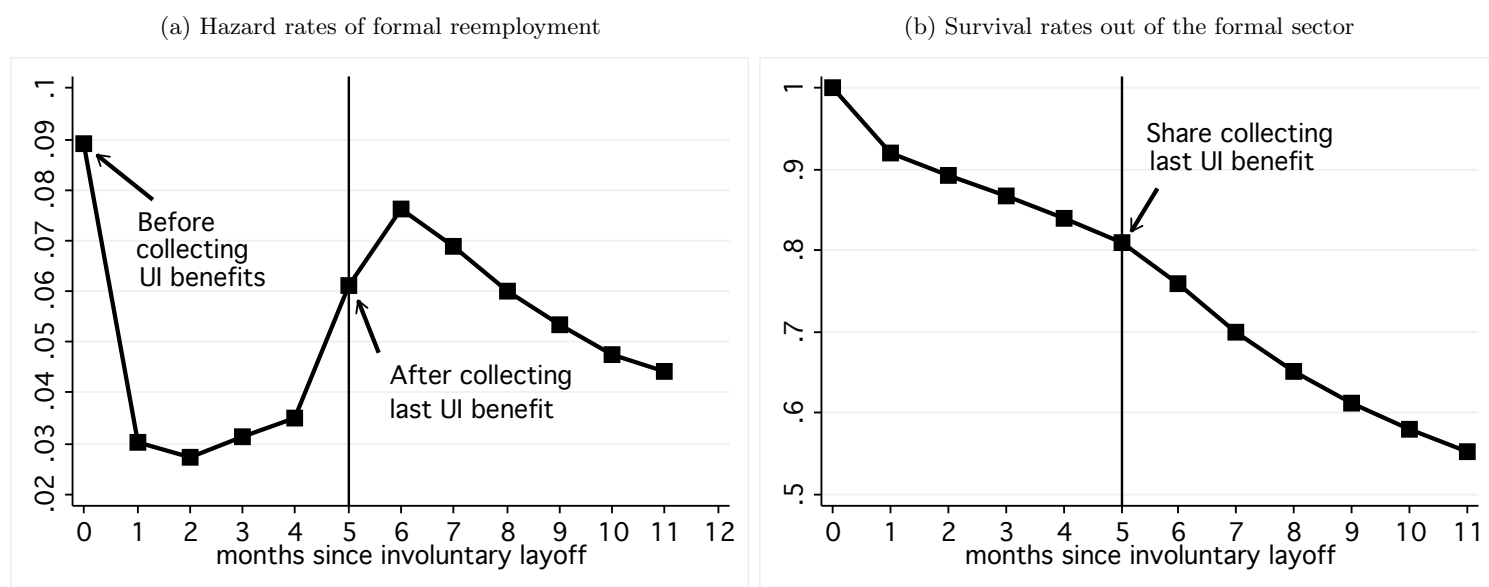 (a) Hazard rates of formal reemployment
.1
.09
.08
.07
.06
.05
.04
.03
.02
Before
collecting
UI benefits
After collecting
last UI benefit
0 1 2 3 4 5 6 7 8 9 10 11 12
months since involuntary layoff
(b) Survival rates out of the formal sector
1
.9
.8
.7
.6
.5
Share collecting
last UI benefit
0 1 2 3 4 5 6 7 8 9 10 11
months since involuntary layoff